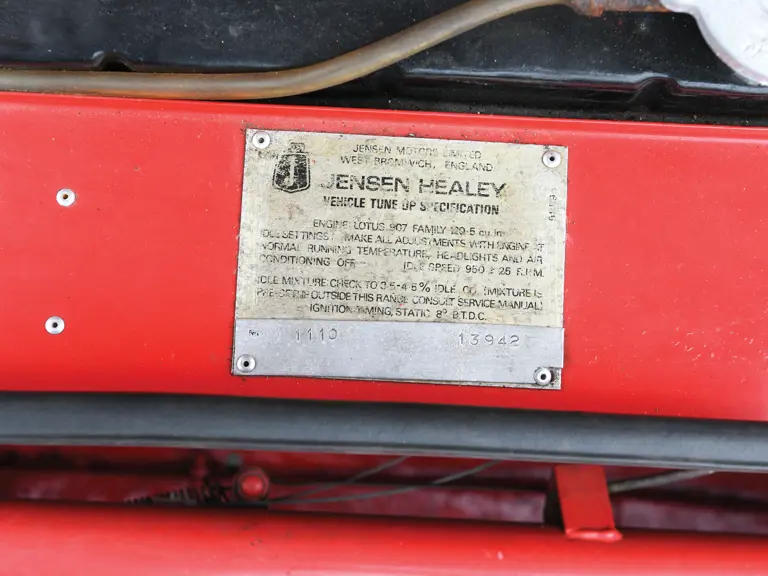 JENSEN MOTORS LIMITED
WEST BROMWICH, ENGLAND
JENSEN HEALEY
VEHICLE TUNE UP SPECIFICATION
ENGINE LOTUS 907 FAMILY 120·5 cu.in
IDLE SETTINGS: MAKE ALL ADJUSTMENTS WITH ENGINE AT
NORMAL RUNNING TEMPERATURE, HEADLIGHTS AND AIR
CONDITIONING OFF IDLE SPEED 950 ± 25 R.P.M.
IDLE MIXTURE CHECK TO 3·5-4·5% IDLE CO. (MIXTURE IS
PRE-SET) IF OUTSIDE THIS RANGE CONSULT SERVICE MANUAL)
IGNITION TIMING, STATIC 8° B.T.D.C.
No. 1110 13942